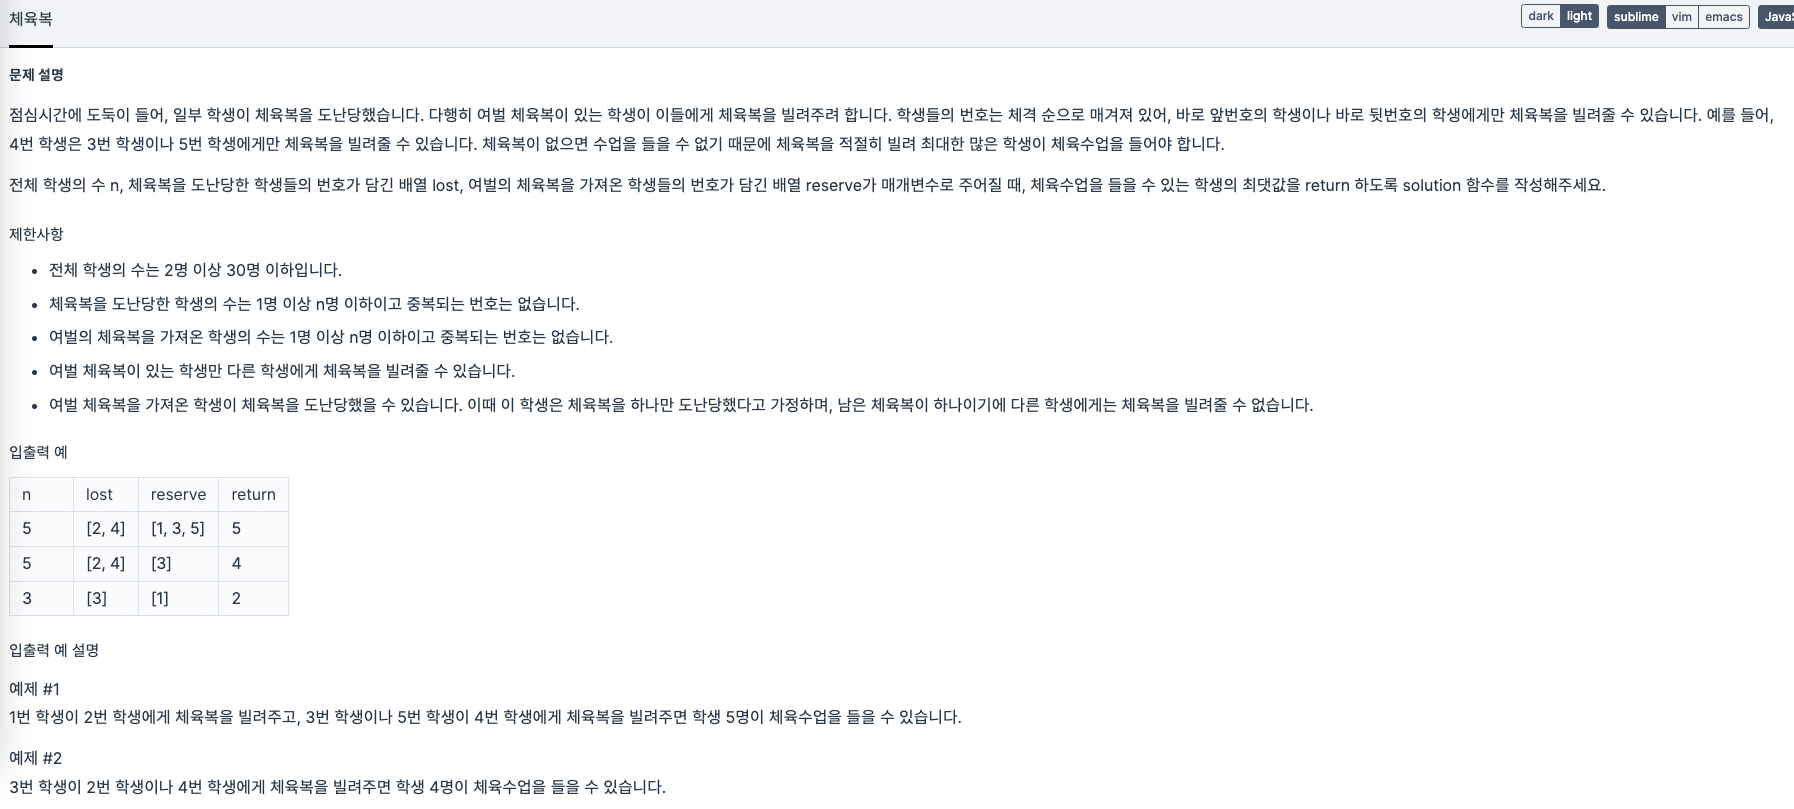 체육복
dark light sublime vim emacs
문제 설명
점심시간에 도둑이 들어, 일부 학생이 체육복을 도난당했습니다. 다행히 여벌 체육복이 있는 학생이 이들에게 체육복을 빌려주려 합니다. 학생들의 번호는 체격 순으로 매겨져 있어, 바로 앞번호의 학생이나 바로 뒷번호의 학생에게만 체육복을 빌려줄 수 있습니다. 예를 들어,
4번 학생은 3번 학생이나 5번 학생에게만 체육복을 빌려줄 수 있습니다. 체육복이 없으면 수업을 들을 수 없기 때문에 체육복을 적절히 빌려 최대한 많은 학생이 체육수업을 들어야 합니다.
전체 학생의 수 n, 체육복을 도난당한 학생들의 번호가 담긴 배열 lost, 여벌의 체육복을 가져온 학생들의 번호가 담긴 배열 reserve가 매개변수로 주어질 때, 체육수업을 들을 수 있는 학생의 최댓값을 return 하도록 solution 함수를 작성해주세요.
제한사항
• 전체 학생의 수는 2명 이상 30명 이하입니다.
• 체육복을 도난당한 학생의 수는 1명 이상 n명 이하이고 중복되는 번호는 없습니다.
• 여벌의 체육복을 가져온 학생의 수는 1명 이상 n명 이하이고 중복되는 번호는 없습니다.
• 여벌 체육복이 있는 학생만 다른 학생에게 체육복을 빌려줄 수 있습니다.
• 여벌 체육복을 가져온 학생이 체육복을 도난당했을 수 있습니다. 이때 이 학생은 체육복을 하나만 도난당했다고 가정하며, 남은 체육복이 하나이기에 다른 학생에게는 체육복을 빌려줄 수 없습니다.
입출력 예
n lost reserve return
5 [2, 4] [1, 3, 5] 5
5 [2, 4] [3] 4
3 [3] [1] 2
입출력 예 설명
예제 #1
1번 학생이 2번 학생에게 체육복을 빌려주고, 3번 학생이나 5번 학생이 4번 학생에게 체육복을 빌려주면 학생 5명이 체육수업을 들을 수 있습니다.
예제 #2
3번 학생이 2번 학생이나 4번 학생에게 체육복을 빌려주면 학생 4명이 체육수업을 들을 수 있습니다.